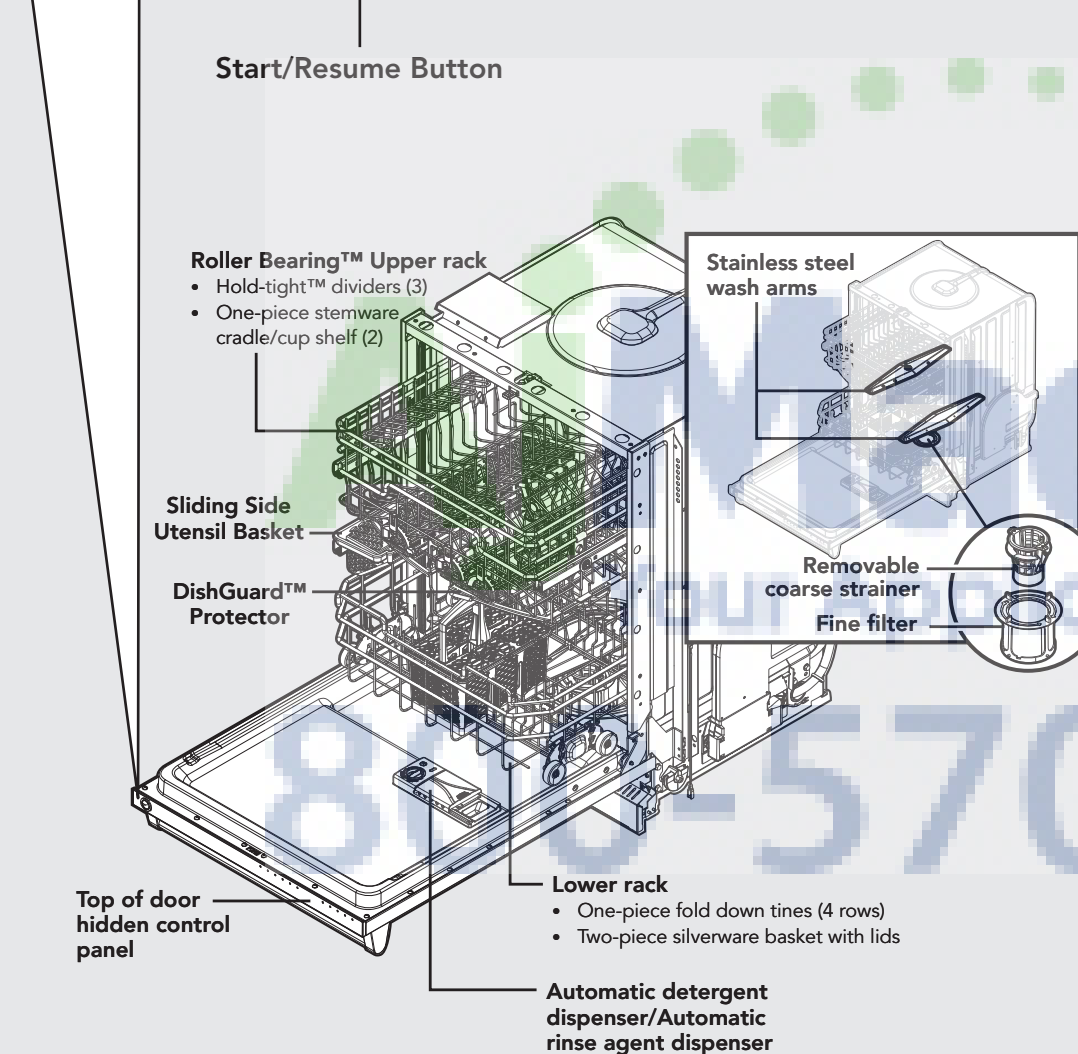 Start/Resume Button
Roller Bearing™ Upper rack
• Hold-tight™ dividers (3)
• One-piece stemware
cradle/cup shelf (2)
Stainless steel
wash arms
Sliding Side
Utensil Basket
DishGuard™
Protector
Removable
coarse strainer
Fine filter
Top of door
hidden control
panel
Lower rack
• One-piece fold down tines (4 rows)
• Two-piece silverware basket with lids
Automatic detergent
dispenser/Automatic
rinse agent dispenser
800-570